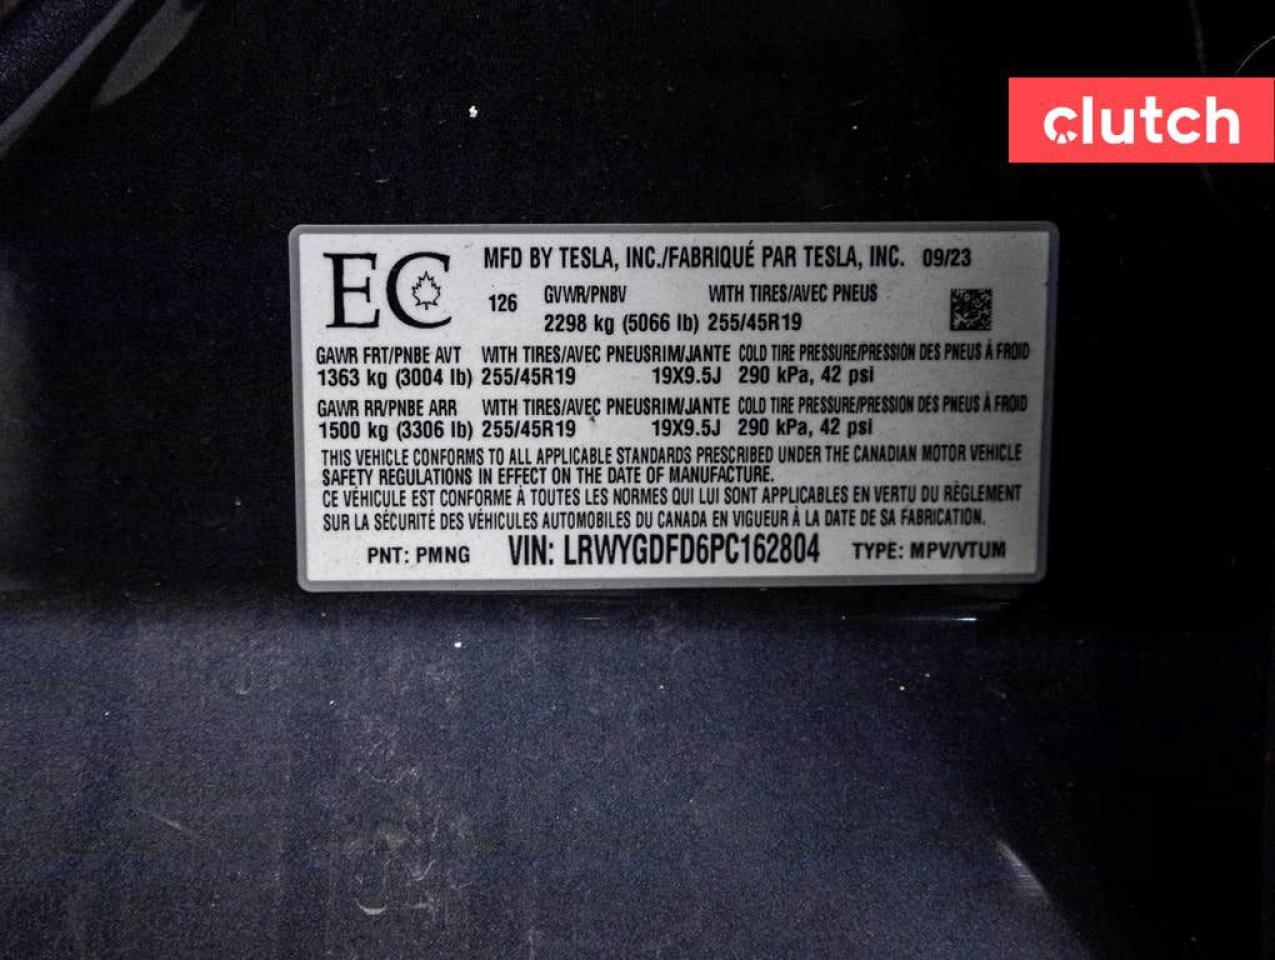 clutch
EC
MFD BY TESLA, INC./FABRIQUÉ PAR TESLA, INC. 09/23
126
GVWR/PNBV WITH TIRES/AVEC PNEUS
2298 kg (5066 lb) 255/45R19
GAWR FRT/PNBE AVT WITH TIRES/AVEC PNEUS RIM/JANTE COLD TIRE PRESSURE/PRESSION DES PNEUS À FROID
1363 kg (3004 lb) 255/45R19 19X9.5J 290 kPa, 42 psi
GAWR RR/PNBE ARR WITH TIRES/AVEC PNEUS RIM/JANTE COLD TIRE PRESSURE/PRESSION DES PNEUS À FROID
1500 kg (3306 lb) 255/45R19 19X9.5J 290 kPa, 42 psi
THIS VEHICLE CONFORMS TO ALL APPLICABLE STANDARDS PRESCRIBED UNDER THE CANADIAN MOTOR VEHICLE
SAFETY REGULATIONS IN EFFECT ON THE DATE OF MANUFACTURE.
CE VÉHICULE EST CONFORME À TOUTES LES NORMES QUI LUI SONT APPLICABLES EN VERTU DU RÈGLEMENT
SUR LA SÉCURITÉ DES VÉHICULES AUTOMOBILES DU CANADA EN VIGUEUR À LA DATE DE SA FABRICATION.
PNT: PMNG VIN: LRWYGDFD6PC162804 TYPE: MPV/VTUM